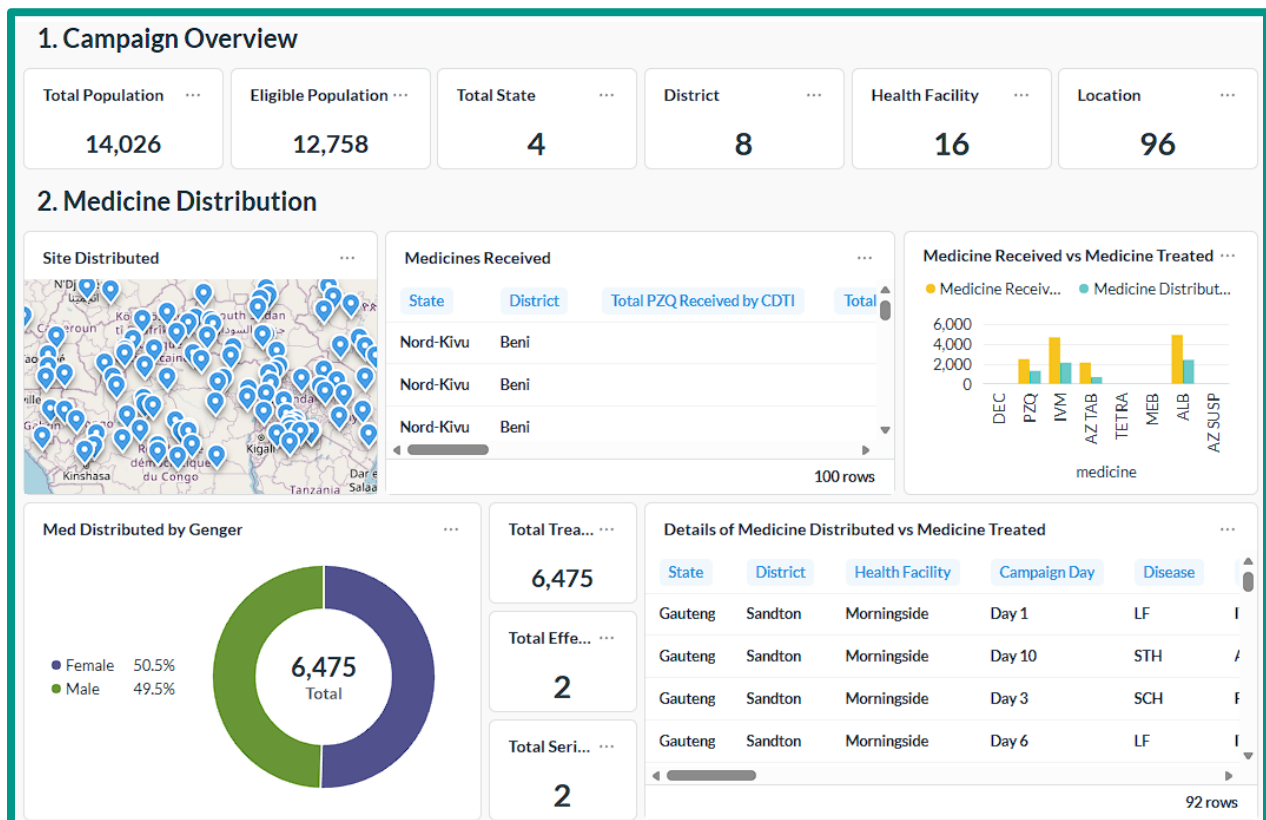 1. Campaign Overview
Total Population ...
Eligible Population ...
Total State ...
District ...
Health Facility ...
Location ...
14,026
12,758
4
8
16
96
2. Medicine Distribution
Site Distributed ...
Kinshasa
Kigali
Tanzania
du Congo
Medicines Received ...
State District Total PZQ Received by CDTI Total
Nord-Kivu Beni
Nord-Kivu Beni
Nord-Kivu Beni
100 rows
Medicine Received vs Medicine Treated ...
Medicine Receiv... Medicine Distribut...
6,000
4,000
2,000
0
DEC
PZQ
IVM
AZ TAB
TETRA
MEB
ALB
AZ SUSP
medicine
Med Distributed by Genger ...
Female 50.5%
Male 49.5%
6,475
Total
Total Trea... ...
6,475
Total Effe... ...
2
Total Seri... ...
2
Details of Medicine Distributed vs Medicine Treated ...
State District Health Facility Campaign Day Disease
Gauteng Sandton Morningside Day 1 LF
Gauteng Sandton Morningside Day 10 STH
Gauteng Sandton Morningside Day 3 SCH
Gauteng Sandton Morningside Day 6 LF
92 rows